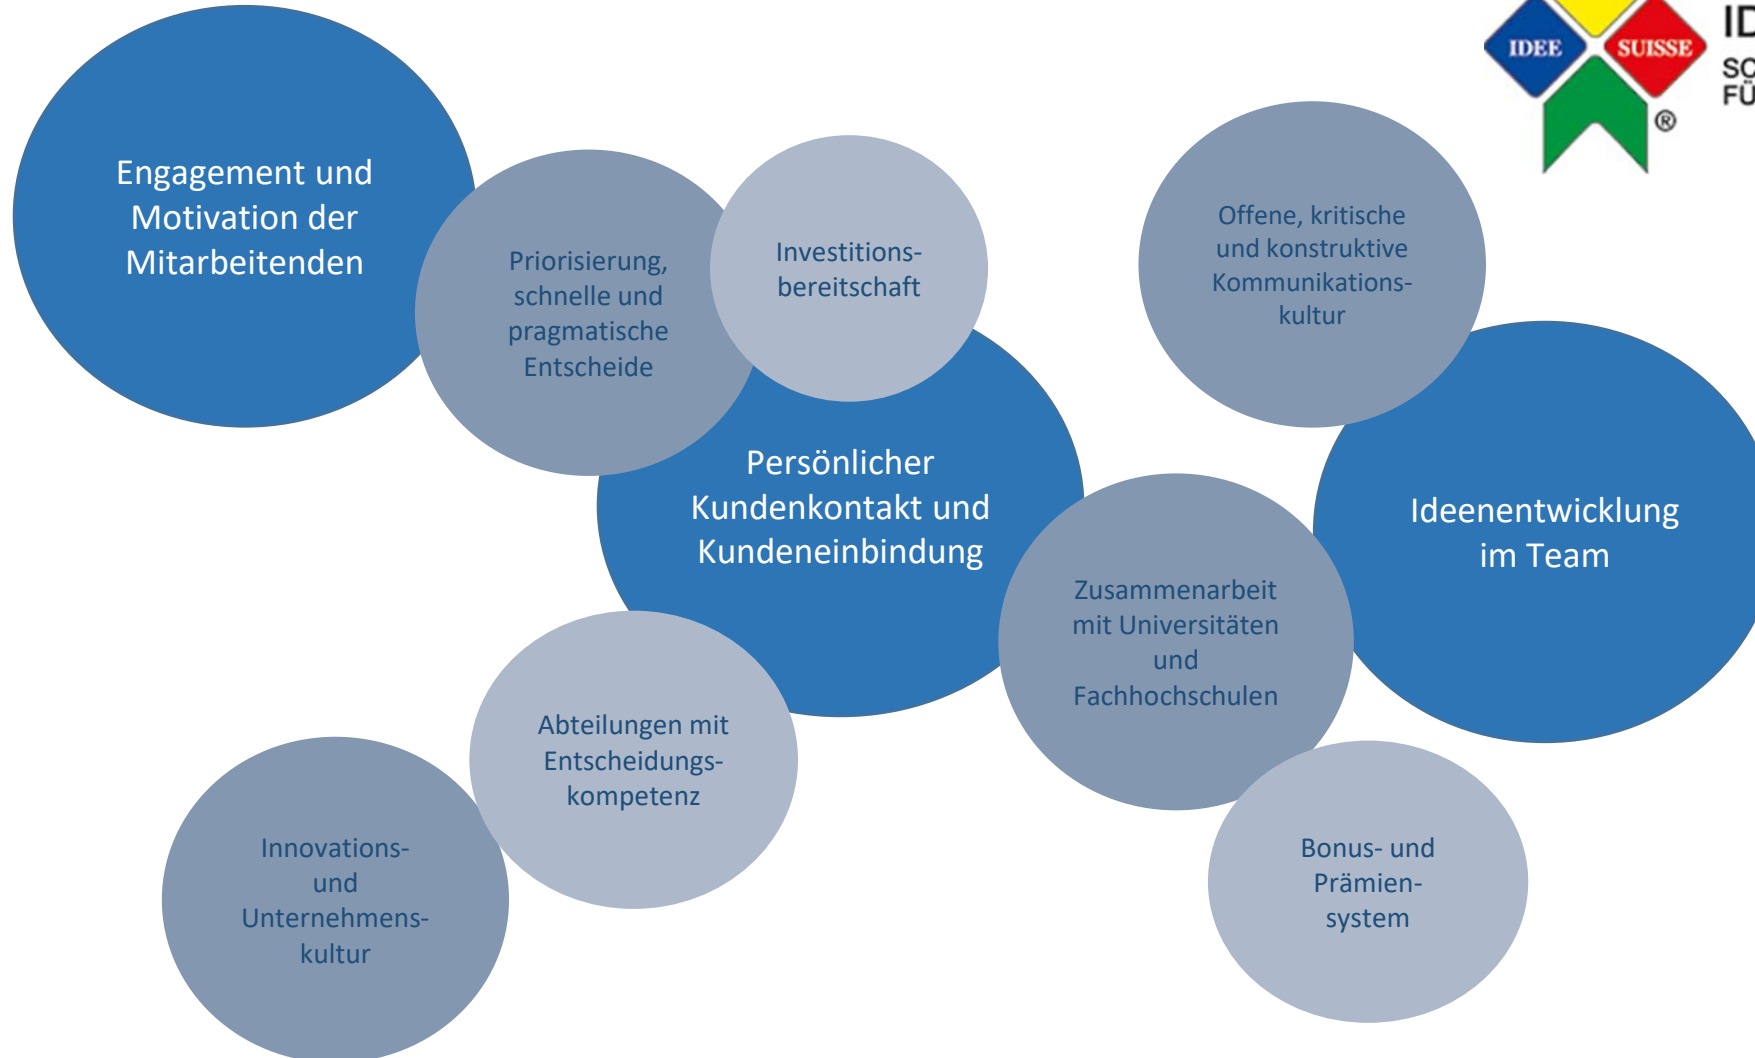 IDEE
SUISSE
®
Engagement und
Motivation der
Mitarbeitenden
Priorisierung,
schnelle und
pragmatische
Entscheide
Investitions-
bereitschaft
Offene, kritische
und konstruktive
Kommunikations-
kultur
Persönlicher
Kundenkontakt und
Kundeneinbindung
Ideenentwicklung
im Team
Zusammenarbeit
mit Universitäten
und
Fachhochschulen
Abteilungen mit
Entscheidungs-
kompetenz
Innovations-
und
Unternehmens-
kultur
Bonus- und
Prämien-
system